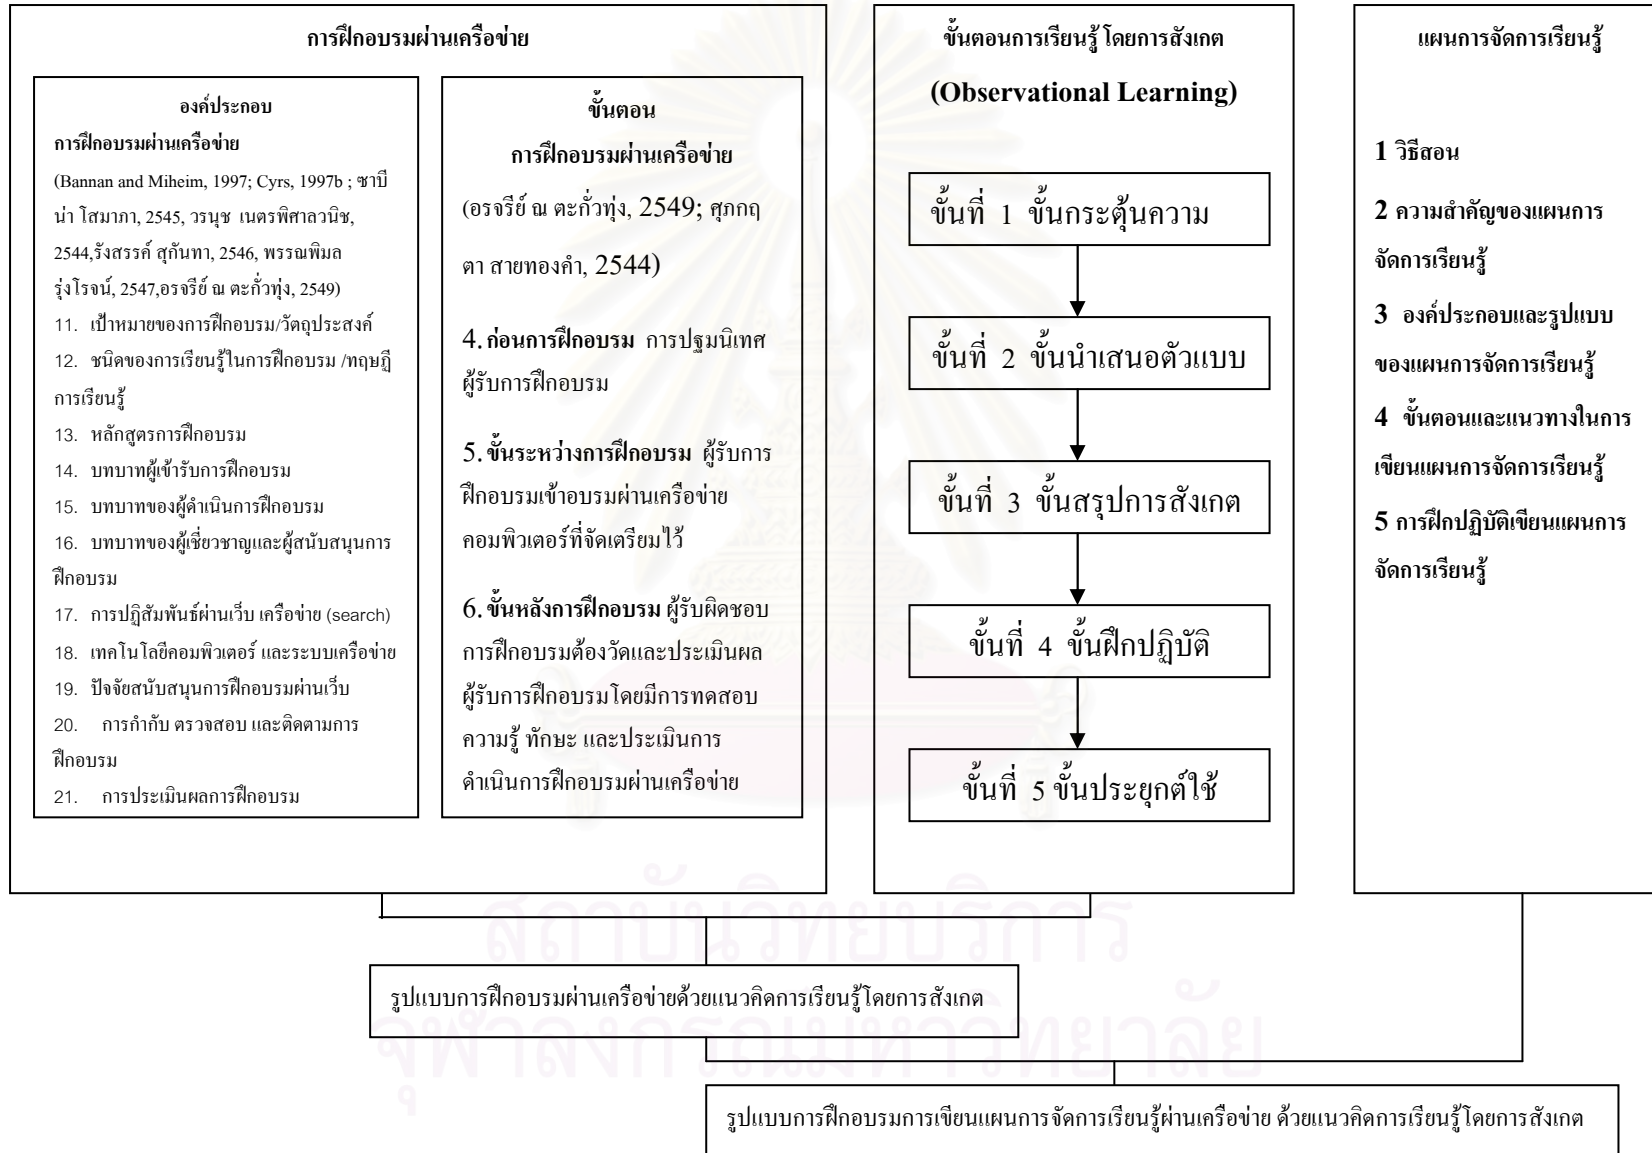 การฝึกอบรมผ่านเครือข่าย
องค์ประกอบ
การฝึกอบรมผ่านเครือข่าย
(Bannan and Miheim, 1997; Cyrs, 1997b ; ซาบี
น่า โสมาภา, 2545, วรนุช  เนตรพิศาลวนิช,
2544,รังสรรค์ สุกันทา, 2546, พรรณพิมล
รุ่งโรจน์, 2547,อรจรีย์ ณ ตะกั่วทุ่ง, 2549)
11. เป้าหมายของการฝึกอบรม/วัตถุประสงค์
12. ชนิดของการเรียนรู้ในการฝึกอบรม /ทฤษฎี
การเรียนรู้
13. หลักสูตรการฝึกอบรม
14. บทบาทผู้เข้ารับการฝึกอบรม
15. บทบาทของผู้ดำเนินการฝึกอบรม
16. บทบาทของผู้เชี่ยวชาญและผู้สนับสนุนการ
ฝึกอบรม
17. การปฏิสัมพันธ์ผ่านเว็บ เครือข่าย (search)
18. เทคโนโลยีคอมพิวเตอร์ และระบบเครือข่าย
19. ปัจจัยสนับสนุนการฝึกอบรมผ่านเว็บ
20. การกำกับ ตรวจสอบ และติดตามการ
ฝึกอบรม
21. การประเมินผลการฝึกอบรม
ขั้นตอน
การฝึกอบรมผ่านเครือข่าย
(อรจรีย์ ณ ตะกั่วทุ่ง, 2549; ศุภกฤ
ตา สายทองคำ, 2544)
4. ก่อนการฝึกอบรม  การปฐมนิเทศ
ผู้รับการฝึกอบรม
5. ขั้นระหว่างการฝึกอบรม  ผู้รับการ
ฝึกอบรมเข้าอบรมผ่านเครือข่าย
คอมพิวเตอร์ที่จัดเตรียมไว้
6. ขั้นหลังการฝึกอบรม ผู้รับผิดชอบ
การฝึกอบรมต้องวัดและประเมินผล
ผู้รับการฝึกอบรมโดยมีการทดสอบ
ความรู้ ทักษะ และประเมินการ
ดำเนินการฝึกอบรมผ่านเครือข่าย
ขั้นตอนการเรียนรู้ โดยการสังเกต
(Observational Learning)
ขั้นที่ 1 ขั้นกระตุ้นความ
ขั้นที่ 2 ขั้นนำเสนอตัวแบบ
ขั้นที่ 3 ขั้นสรุปการสังเกต
ขั้นที่ 4 ขั้นฝึกปฏิบัติ
ขั้นที่ 5 ขั้นประยุกต์ใช้
แผนการจัดการเรียนรู้
1 วิธีสอน
2 ความสำคัญของแผนการ
จัดการเรียนรู้
3 องค์ประกอบและรูปแบบ
ของแผนการจัดการเรียนรู้
4 ขั้นตอนและแนวทางในการ
เขียนแผนการจัดการเรียนรู้
5 การฝึกปฏิบัติเขียนแผนการ
จัดการเรียนรู้
สถาบันวิทยบริการ
รูปแบบการฝึกอบรมผ่านเครือข่ายด้วยแนวคิดการเรียนรู้โดยการสังเกต
จุฬาลงกรณ์มหาวิทยาลัย
รูปแบบการฝึกอบรมการเขียนแผนการจัดการเรียนรู้ผ่านเครือข่าย ด้วยแนวคิดการเรียนรู้โดยการสังเกต